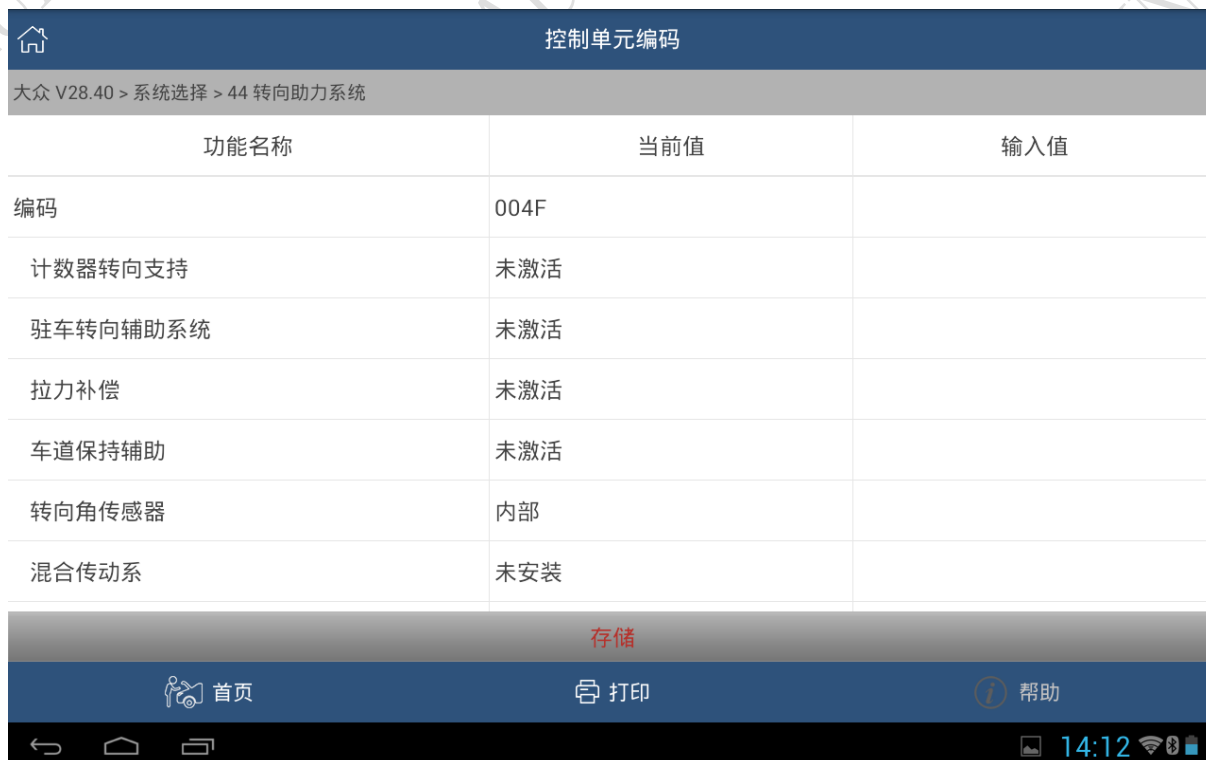 控制单元编码
大众 V28.40 > 系统选择 > 44 转向助力系统
功能名称 当前值 输入值
编码 004F
计数器转向支持 未激活
驻车转向辅助系统 未激活
拉力补偿 未激活
车道保持辅助 未激活
转向角传感器 内部
混合传动系 未安装
存储
首页 打印 i 帮助
14:12